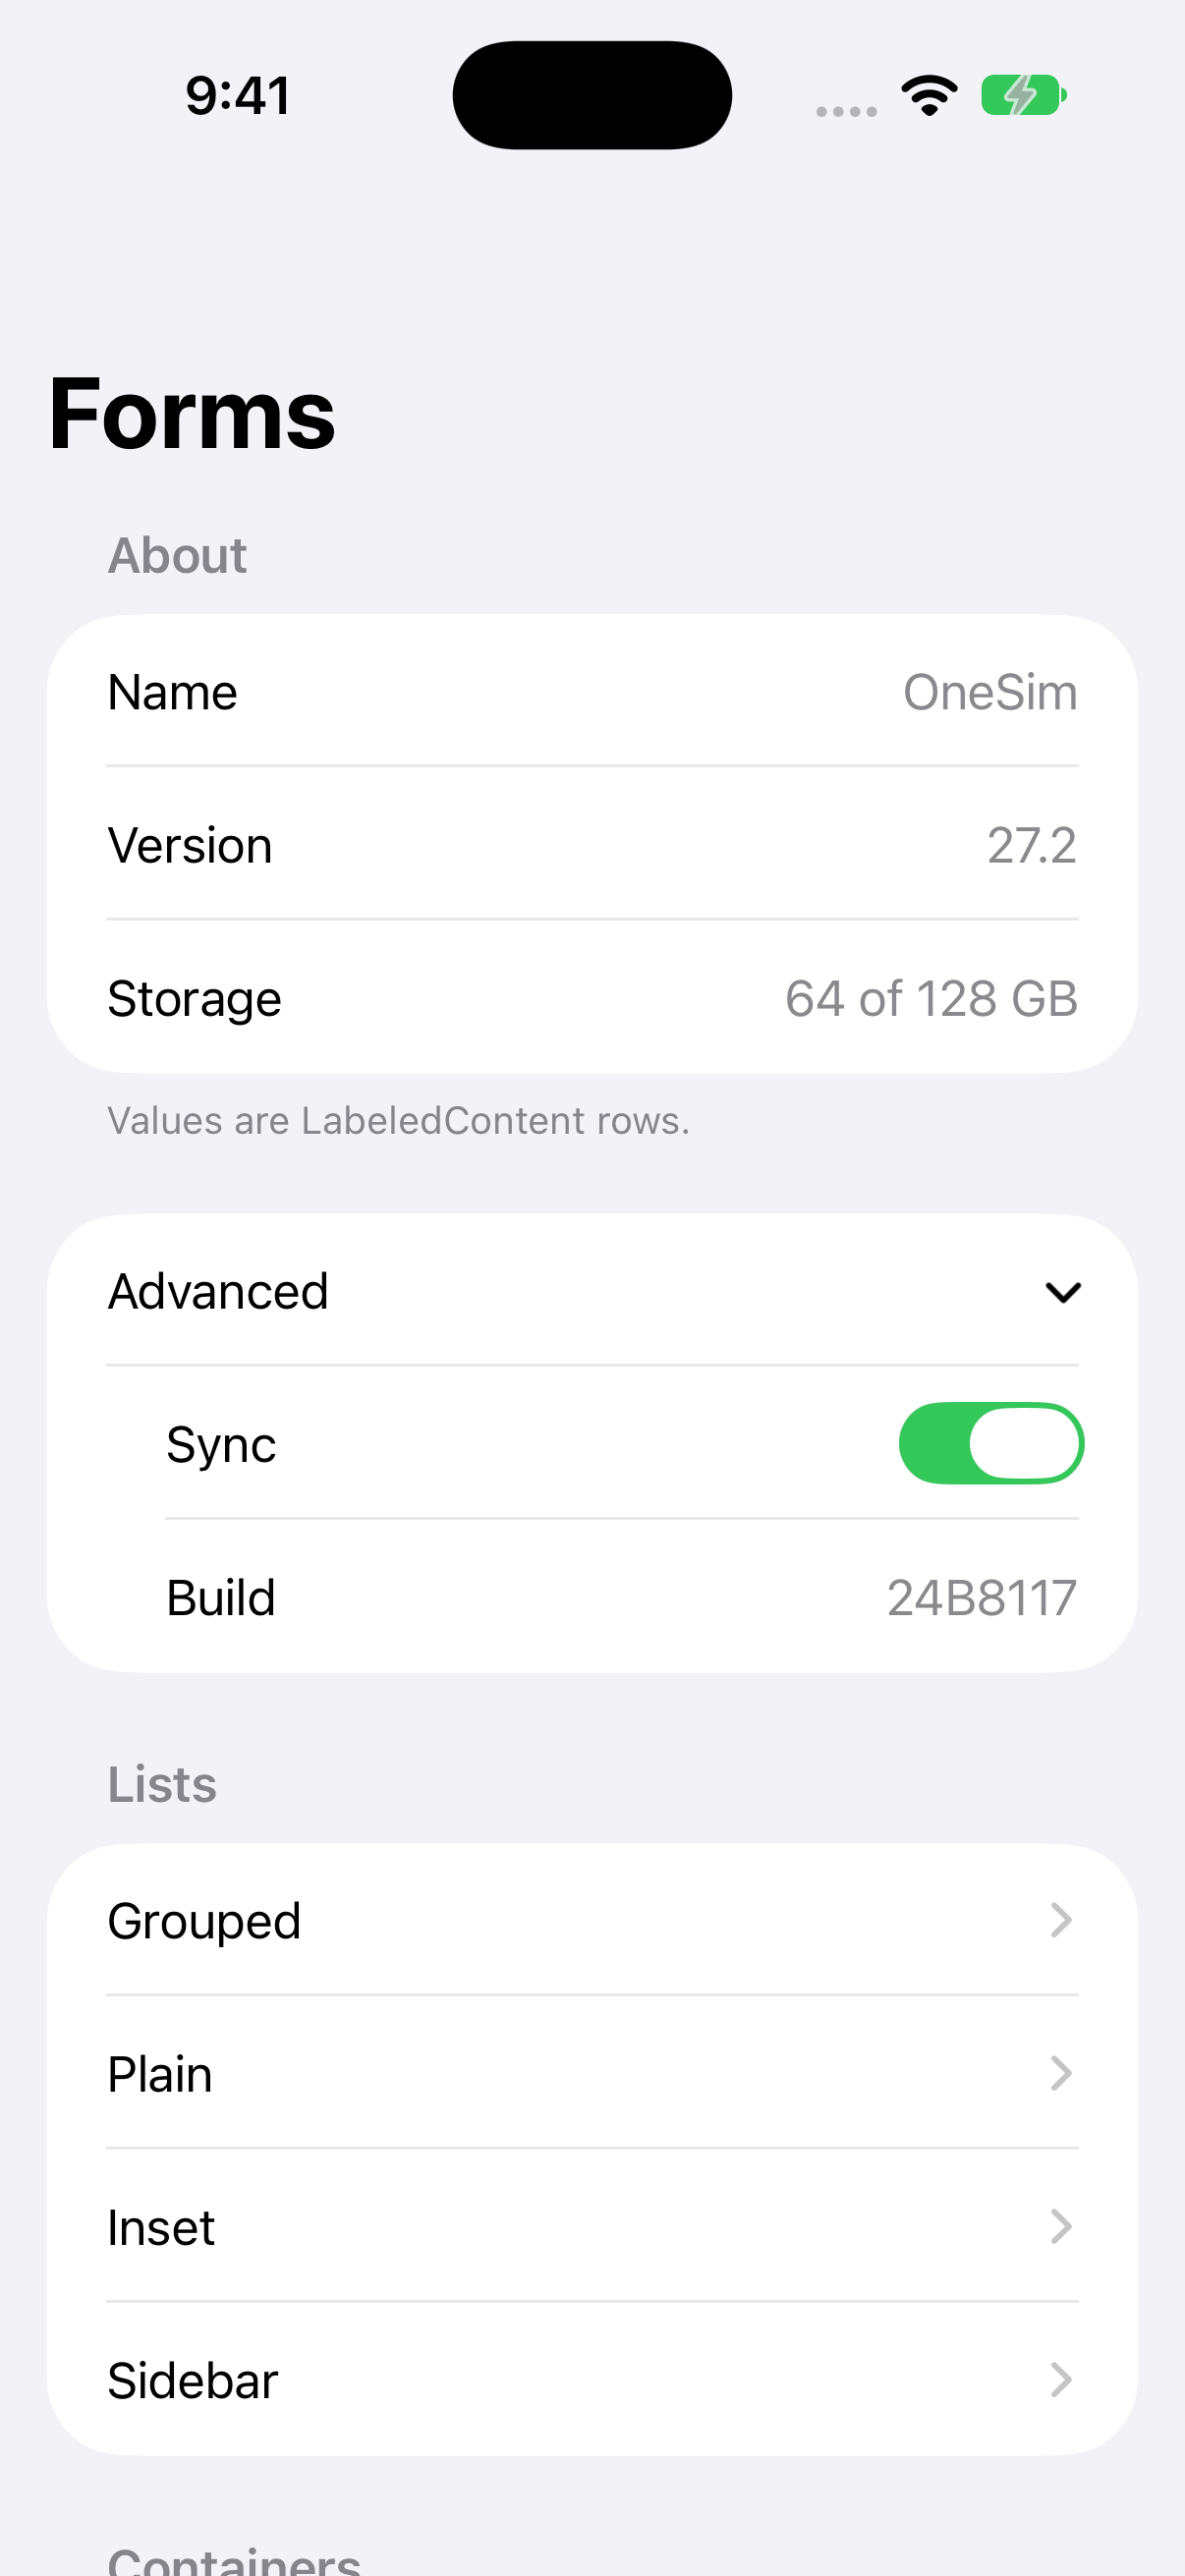 9:41
Forms
About
Name OneSim
Version 27.2
Storage 64 of 128 GB
Values are LabeledContent rows.
Advanced
Sync
Build 24B8117
Lists
Grouped
Plain
Inset
Sidebar
Containers